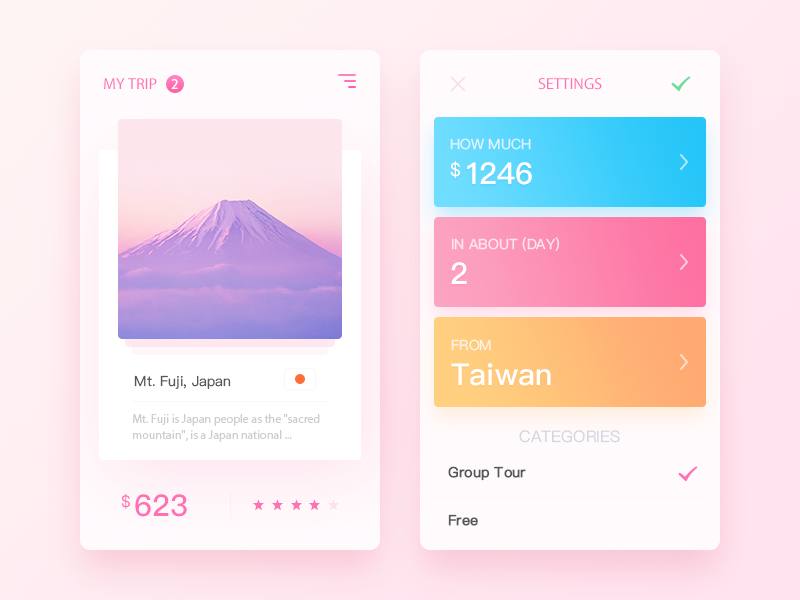 MY TRIP 2
Mt. Fuji, Japan
Mt. Fuji is Japan people as the "sacred
mountain", is a Japan national ...
$ 623
SETTINGS
HOW MUCH
$ 1246
IN ABOUT (DAY)
2
FROM
Taiwan
CATEGORIES
Group Tour
Free